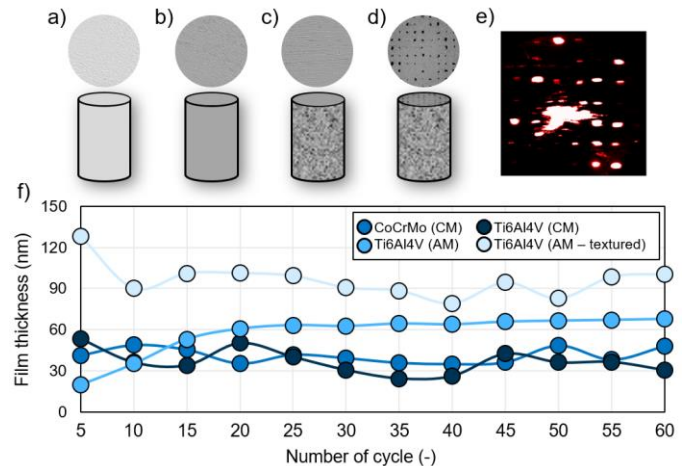 a) b) c) d) e)
f)
150
120
90
60
30
0
Film thickness (nm)
CoCrMo (CM) Ti6Al4V (CM)
Ti6Al4V (AM) Ti6Al4V (AM – textured)
5 10 15 20 25 30 35 40 45 50 55 60
Number of cycle (-)